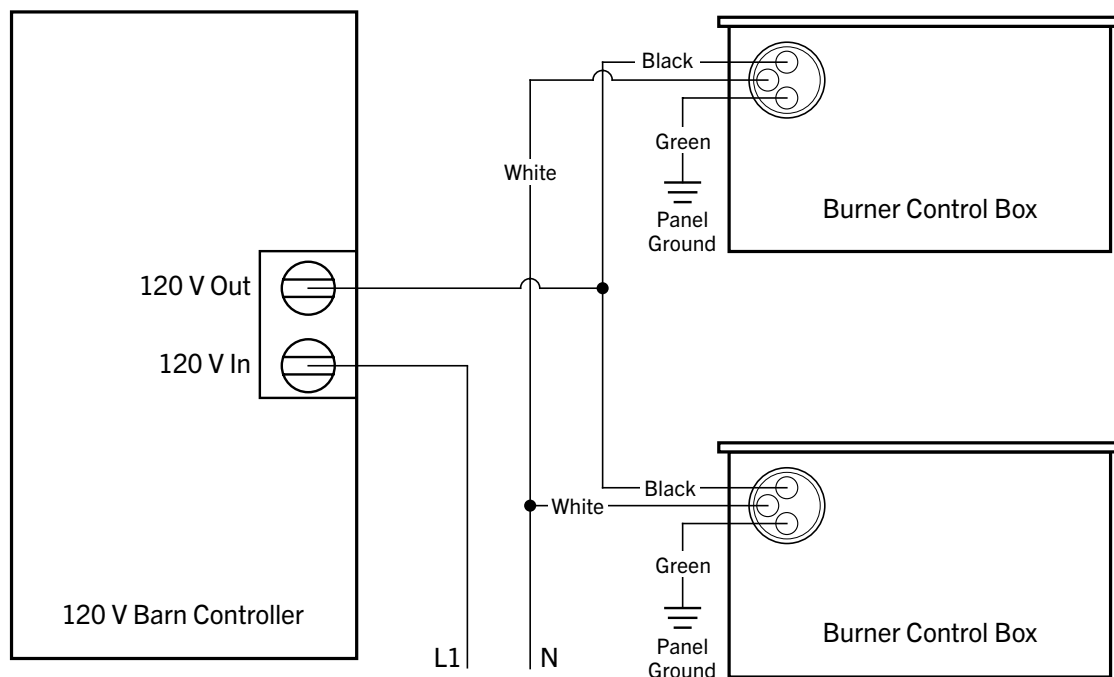 Black
Green
White
Panel
Ground
Burner Control Box
120 V Out
120 V In
Black
White
Green
Panel
Ground
Burner Control Box
120 V Barn Controller
L1
N